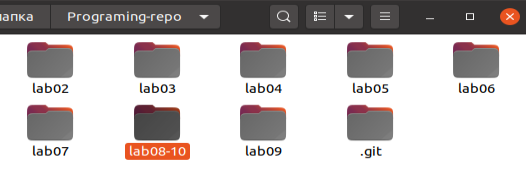 папка Programing-repo
lab02 lab03 lab04 lab05 lab06
lab07 lab08-10 lab09 .git